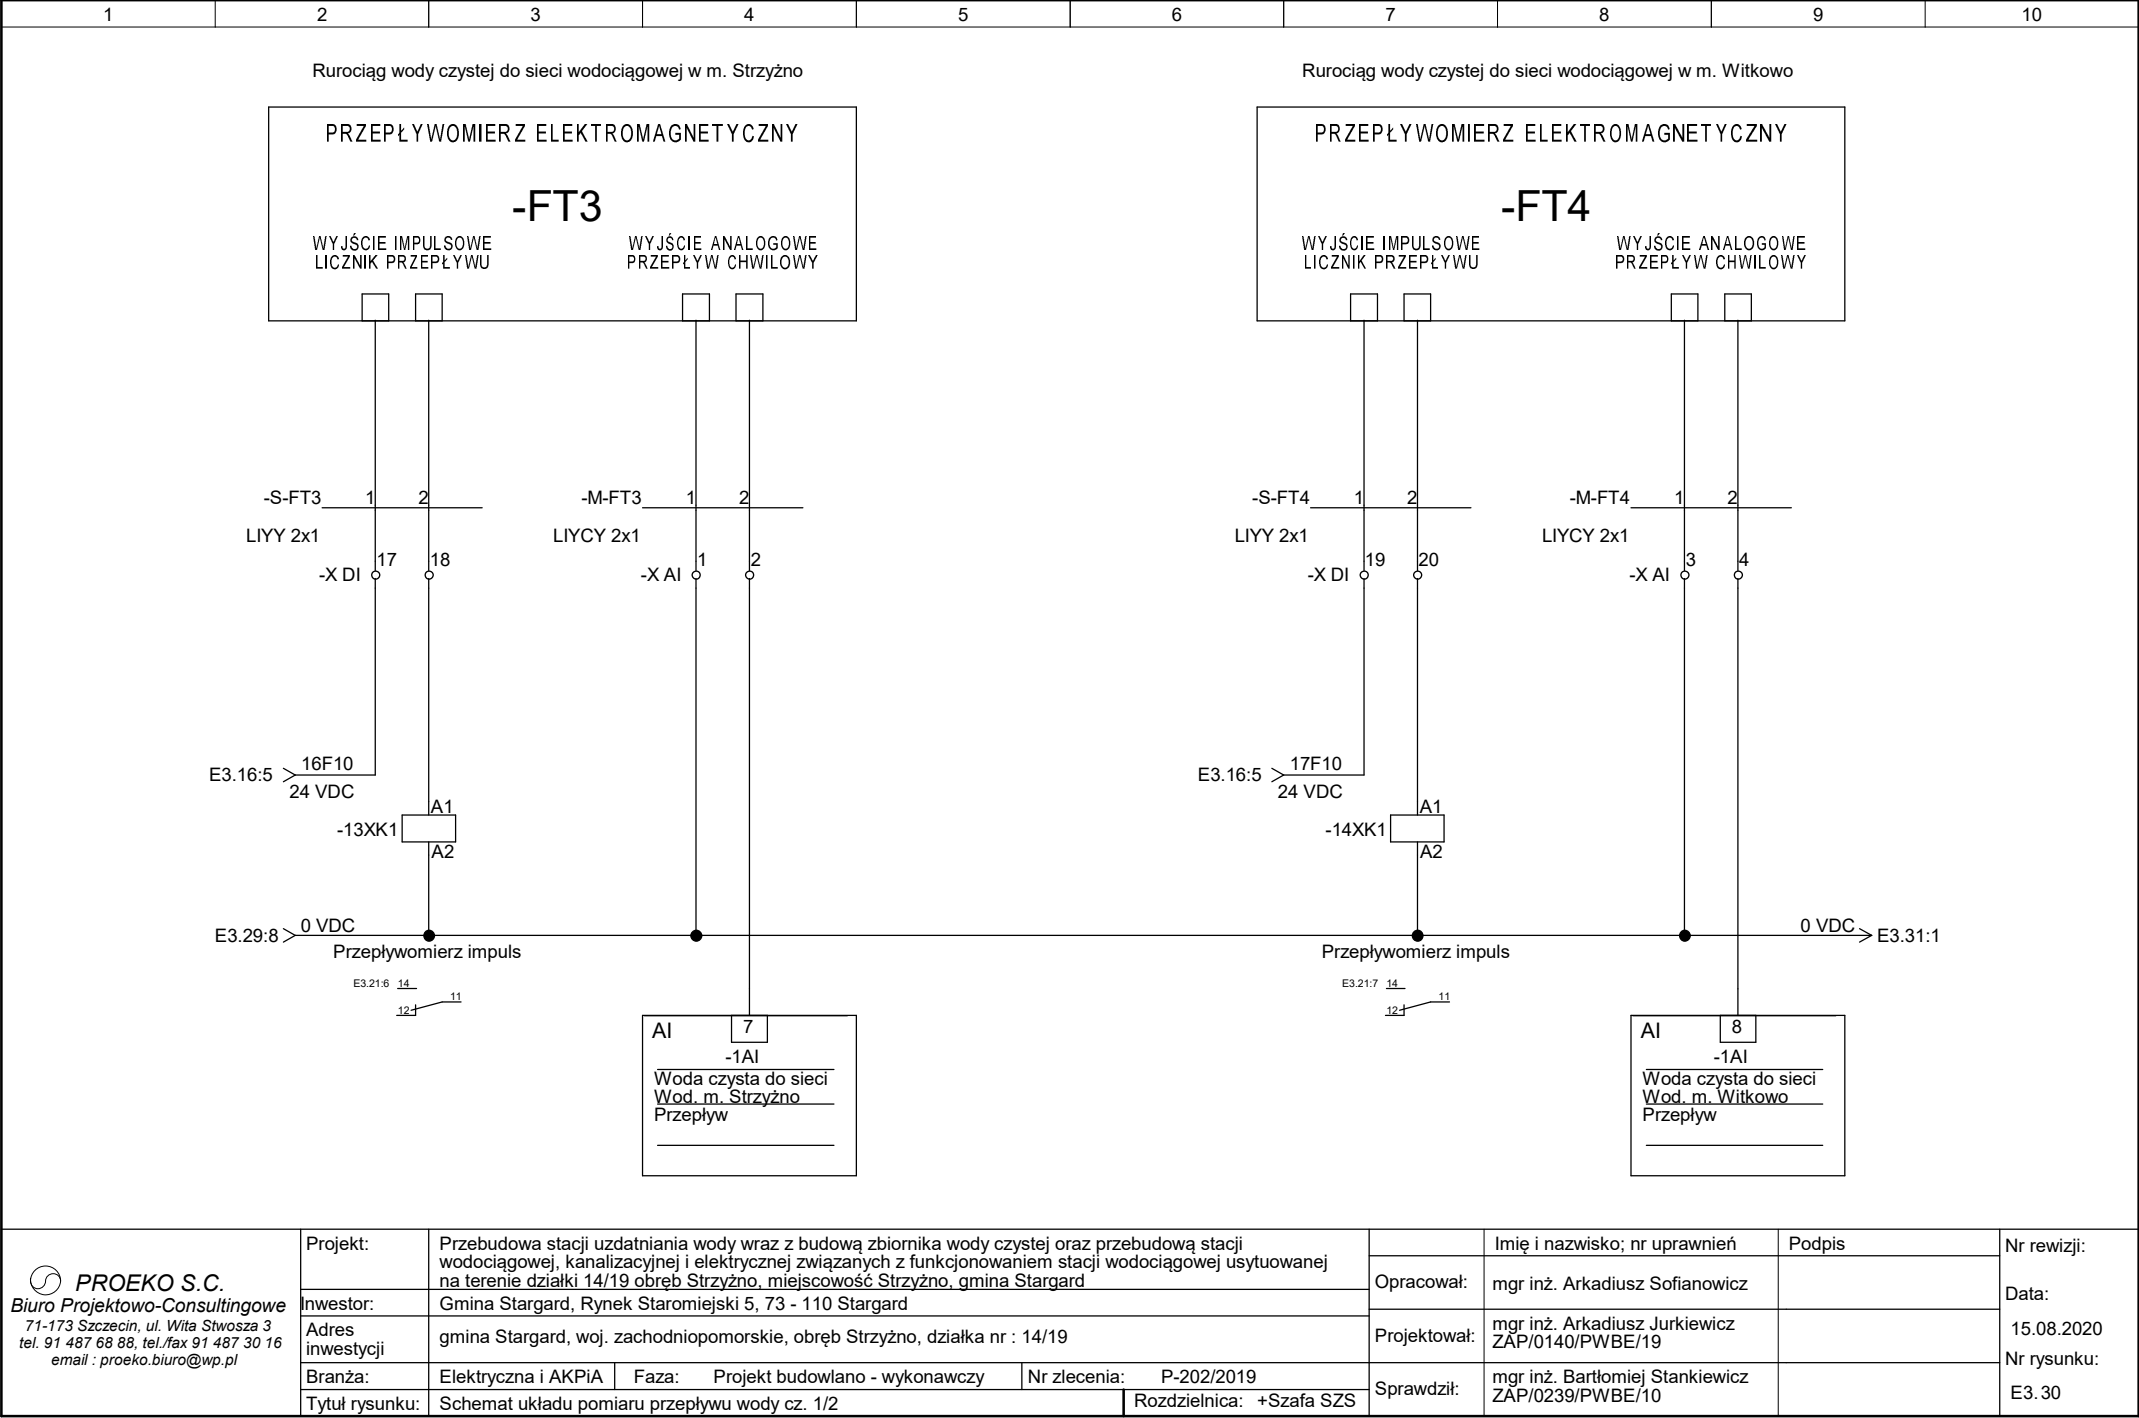 1 2 3 4 5 6 7 8 9 10
Rurociąg wody czystej do sieci wodociągowej w m. Strzyżno
PRZEPŁYWOMIERZ ELEKTROMAGNETYCZNY
-FT3
WYJŚCIE IMPULSOWE
LICZNIK PRZEPŁYWU
WYJŚCIE ANALOGOWE
PRZEPŁYW CHWILOWY
-S-FT3 1 2
LIYY 2x1
-X DI 17 18
-M-FT3 1 2
LIYCY 2x1
-X AI 1 2
E3.16:5 16F10
24 VDC
A1
-13XK1
A2
E3.29:8 0 VDC
Przepływomierz impuls
E3.21:6 14
11
12
AI 7
-1AI
Woda czysta do sieci
Wod. m. Strzyżno
Przepływ
Rurociąg wody czystej do sieci wodociągowej w m. Witkowo
PRZEPŁYWOMIERZ ELEKTROMAGNETYCZNY
-FT4
WYJŚCIE IMPULSOWE
LICZNIK PRZEPŁYWU
WYJŚCIE ANALOGOWE
PRZEPŁYW CHWILOWY
-S-FT4 1 2
LIYY 2x1
-X DI 19 20
-M-FT4 1 2
LIYCY 2x1
-X AI 3 4
E3.16:5 17F10
24 VDC
A1
-14XK1
A2
0 VDC E3.31:1
Przepływomierz impuls
E3.21:7 14
11
12
AI 8
-1AI
Woda czysta do sieci
Wod. m. Witkowo
Przepływ
PROEKO S.C.
Biuro Projektowo-Consultingowe
71-173 Szczecin, ul. Wita Stwosza 3
tel. 91 487 68 88, tel./fax 91 487 30 16
email : proeko.biuro@wp.pl
Projekt:
Przebudowa stacji uzdatniania wody wraz z budową zbiornika wody czystej oraz przebudową stacji
wodociągowej, kanalizacyjnej i elektrycznej związanych z funkcjonowaniem stacji wodociągowej usytuowanej
na terenie działki 14/19 obręb Strzyżno, miejscowość Strzyżno, gmina Stargard
Inwestor: Gmina Stargard, Rynek Staromiejski 5, 73 - 110 Stargard
Adres
inwestycji
gmina Stargard, woj. zachodniopomorskie, obręb Strzyżno, działka nr : 14/19
Branża: Elektryczna i AKPiA Faza: Projekt budowlano - wykonawczy Nr zlecenia: P-202/2019
Tytuł rysunku: Schemat układu pomiaru przepływu wody cz. 1/2 Rozdzielnica: +Szafa SZS
Imię i nazwisko; nr uprawnień Podpis
Opracował: mgr inż. Arkadiusz Sofianowicz
Projektował:
mgr inż. Arkadiusz Jurkiewicz
ZAP/0140/PWBE/19
Sprawdził:
mgr inż. Bartłomiej Stankiewicz
ZAP/0239/PWBE/10
Nr rewizji:
Data:
15.08.2020
Nr rysunku:
E3.30